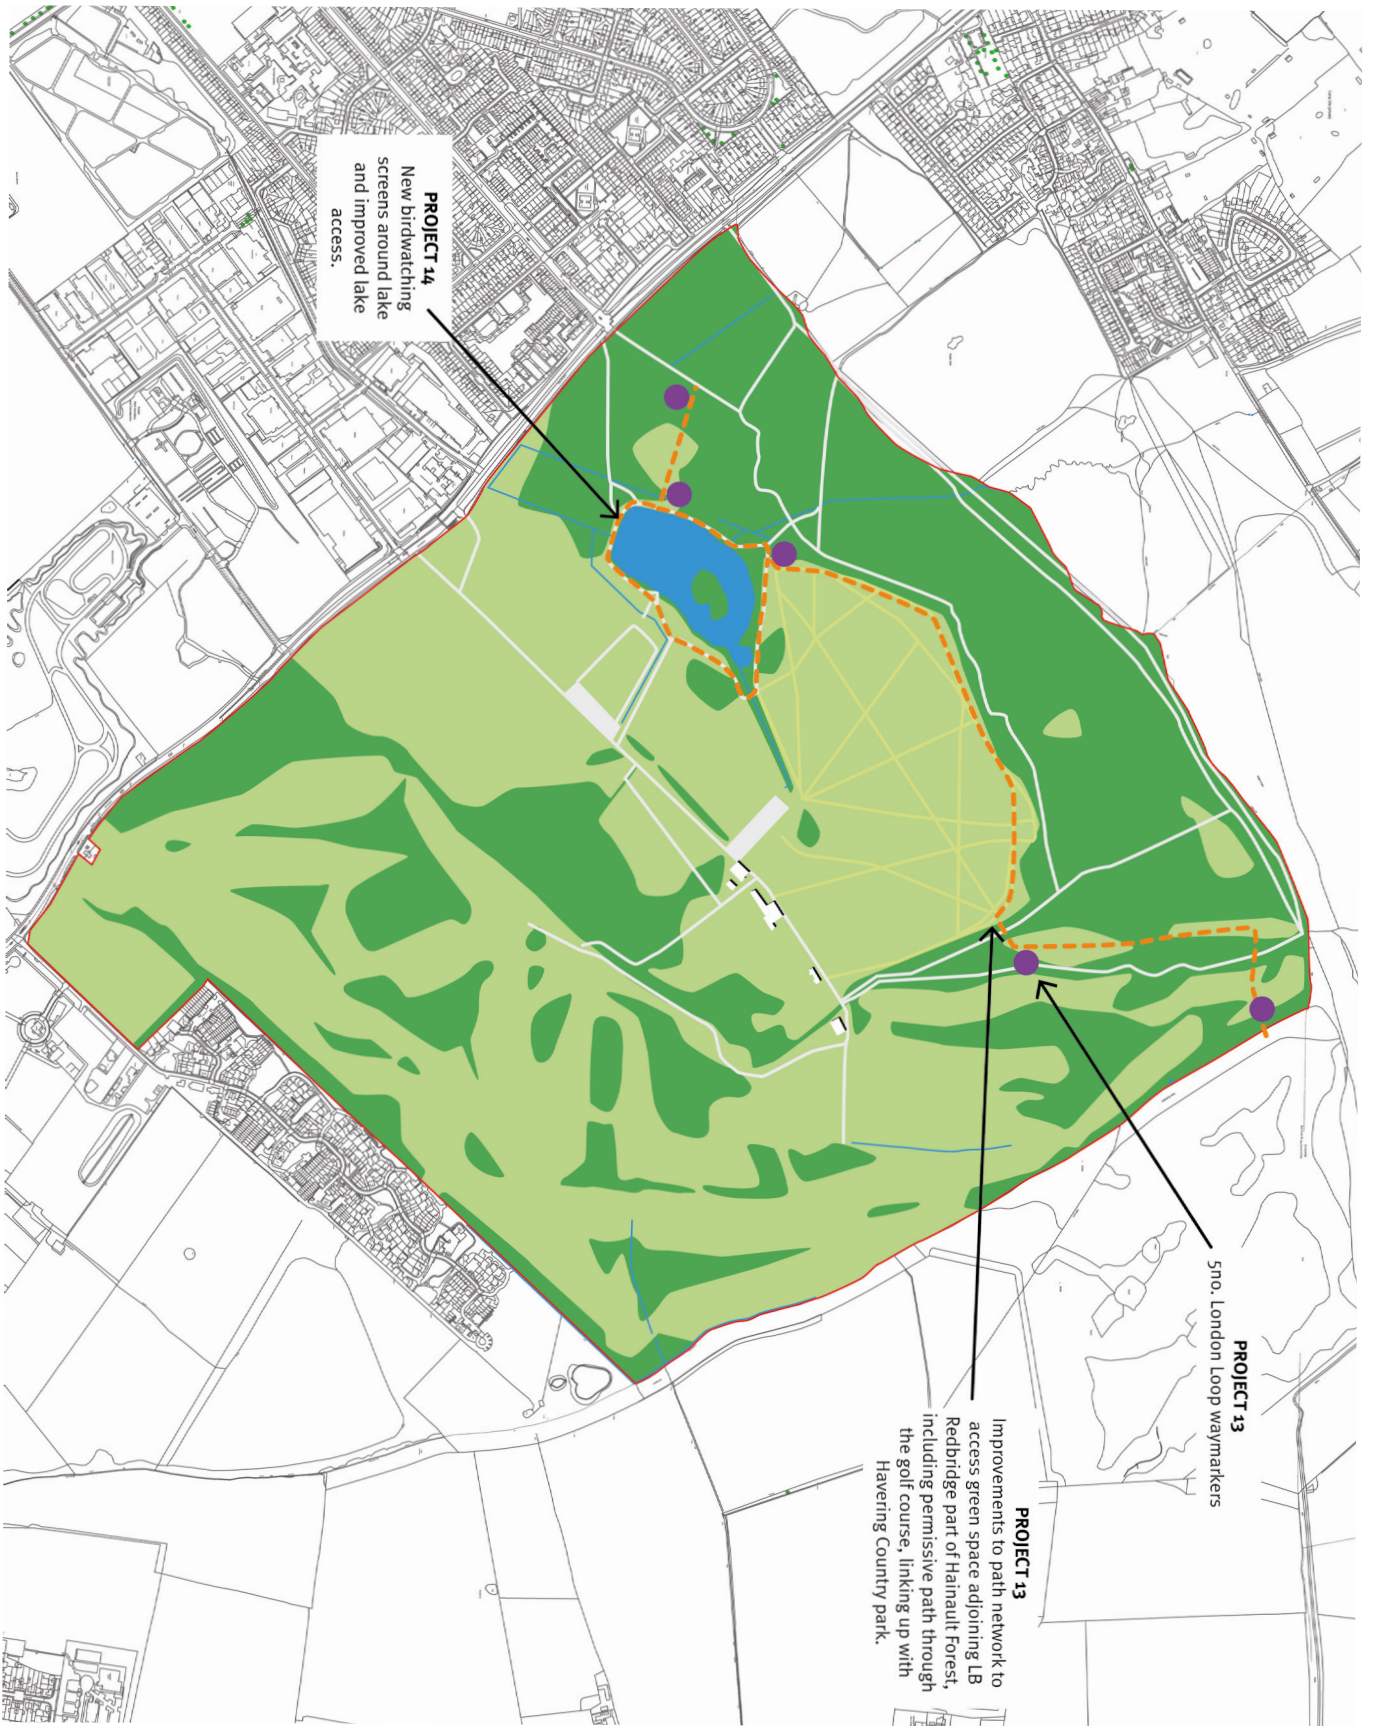 PROJECT 14
New birdwatching
screens around lake
and improved lake
access.
PROJECT 13
5no. London Loop waymarkers
PROJECT 13
Improvements to path network to
access green space adjoining LB
Redbridge part of Hainault Forest,
including permissive path through
the golf course, linking up with
Havering Country park.